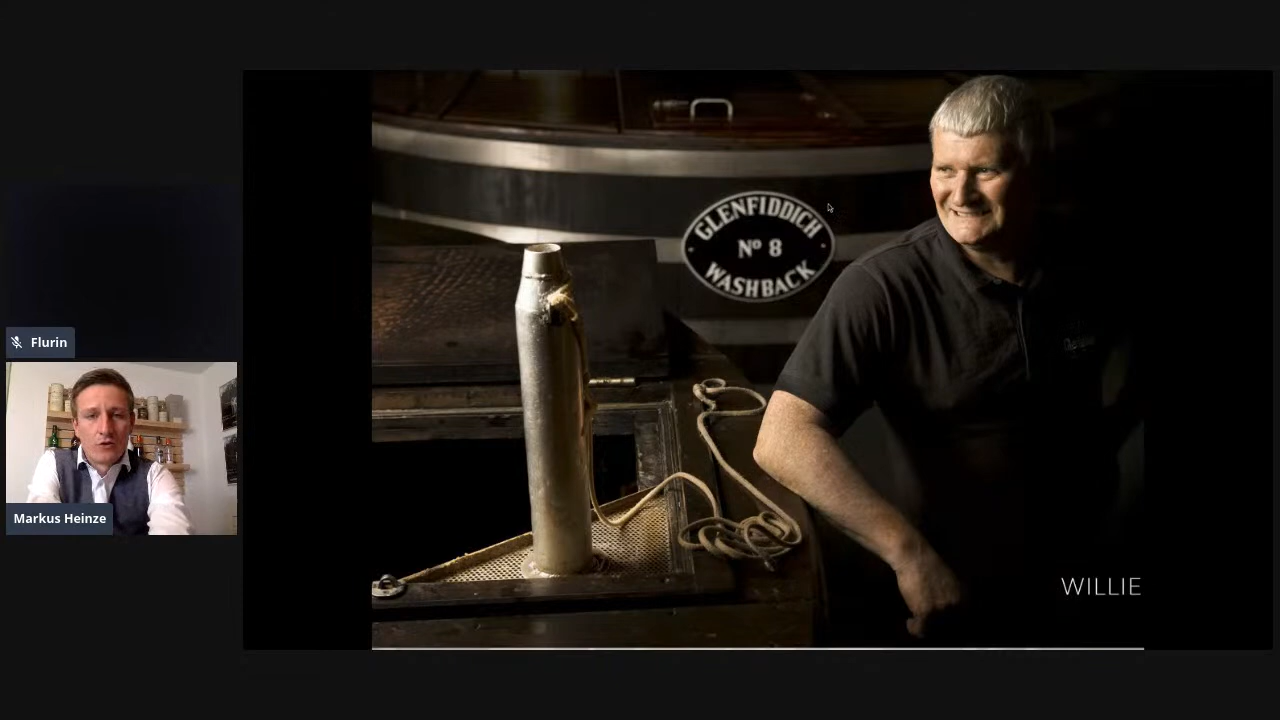 GLENFIDDICH
Nº 8
WASHBACK
Flurin
Markus Heinze
WILLIE